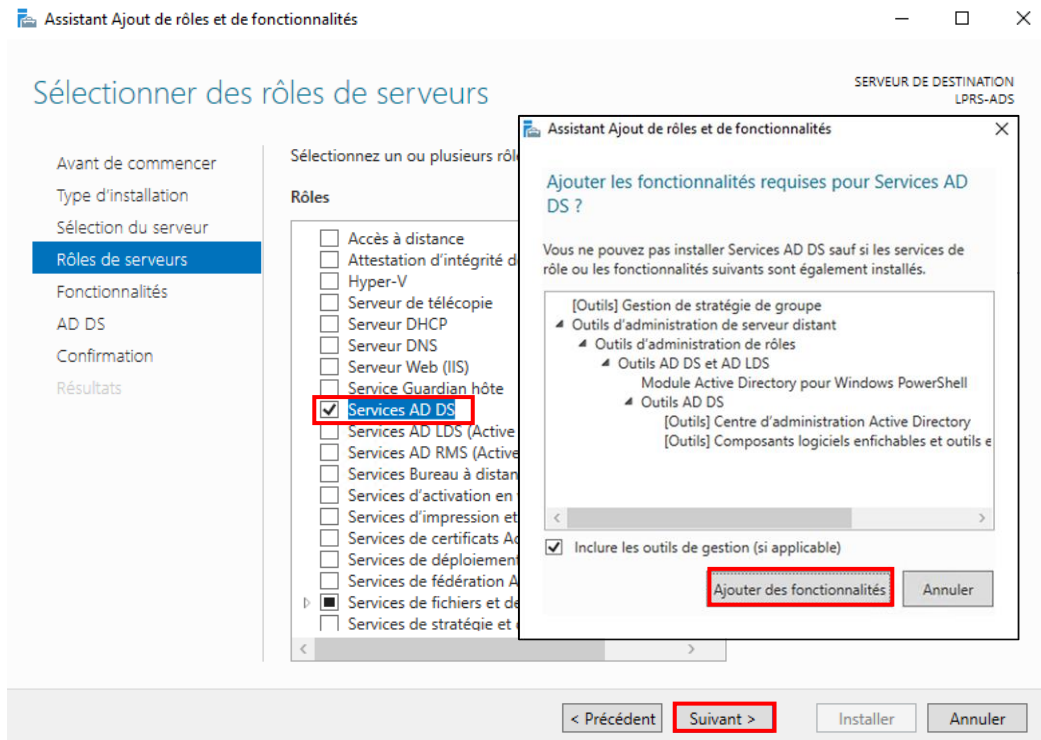 Assistant Ajout de rôles et de fonctionnalités
Sélectionner des rôles de serveurs
SERVEUR DE DESTINATION
LPRS-ADS
Avant de commencer
Type d'installation
Sélection du serveur
Rôles de serveurs
Fonctionnalités
AD DS
Confirmation
Résultats
Sélectionnez un ou plusieurs rôl
Rôles
Accès à distance
Attestation d'intégrité d
Hyper-V
Serveur de télécopie
Serveur DHCP
Serveur DNS
Serveur Web (IIS)
Service Guardian hôte
Services AD DS
Services AD LDS (Active
Services AD RMS (Active
Services Bureau à distan
Services d'activation en
Services d'impression et
Services de certificats Ac
Services de déploiement
Services de fédération A
Services de fichiers et de
Services de stratégie et
Assistant Ajout de rôles et de fonctionnalités
Ajouter les fonctionnalités requises pour Services AD
DS ?
Vous ne pouvez pas installer Services AD DS sauf si les services de
rôle ou les fonctionnalités suivants sont également installés.
[Outils] Gestion de stratégie de groupe
Outils d'administration de serveur distant
Outils d'administration de rôles
Outils AD DS et AD LDS
Module Active Directory pour Windows PowerShell
Outils AD DS
[Outils] Centre d'administration Active Directory
[Outils] Composants logiciels enfichables et outils e
Inclure les outils de gestion (si applicable)
Ajouter des fonctionnalités
Annuler
< Précédent
Suivant >
Installer
Annuler